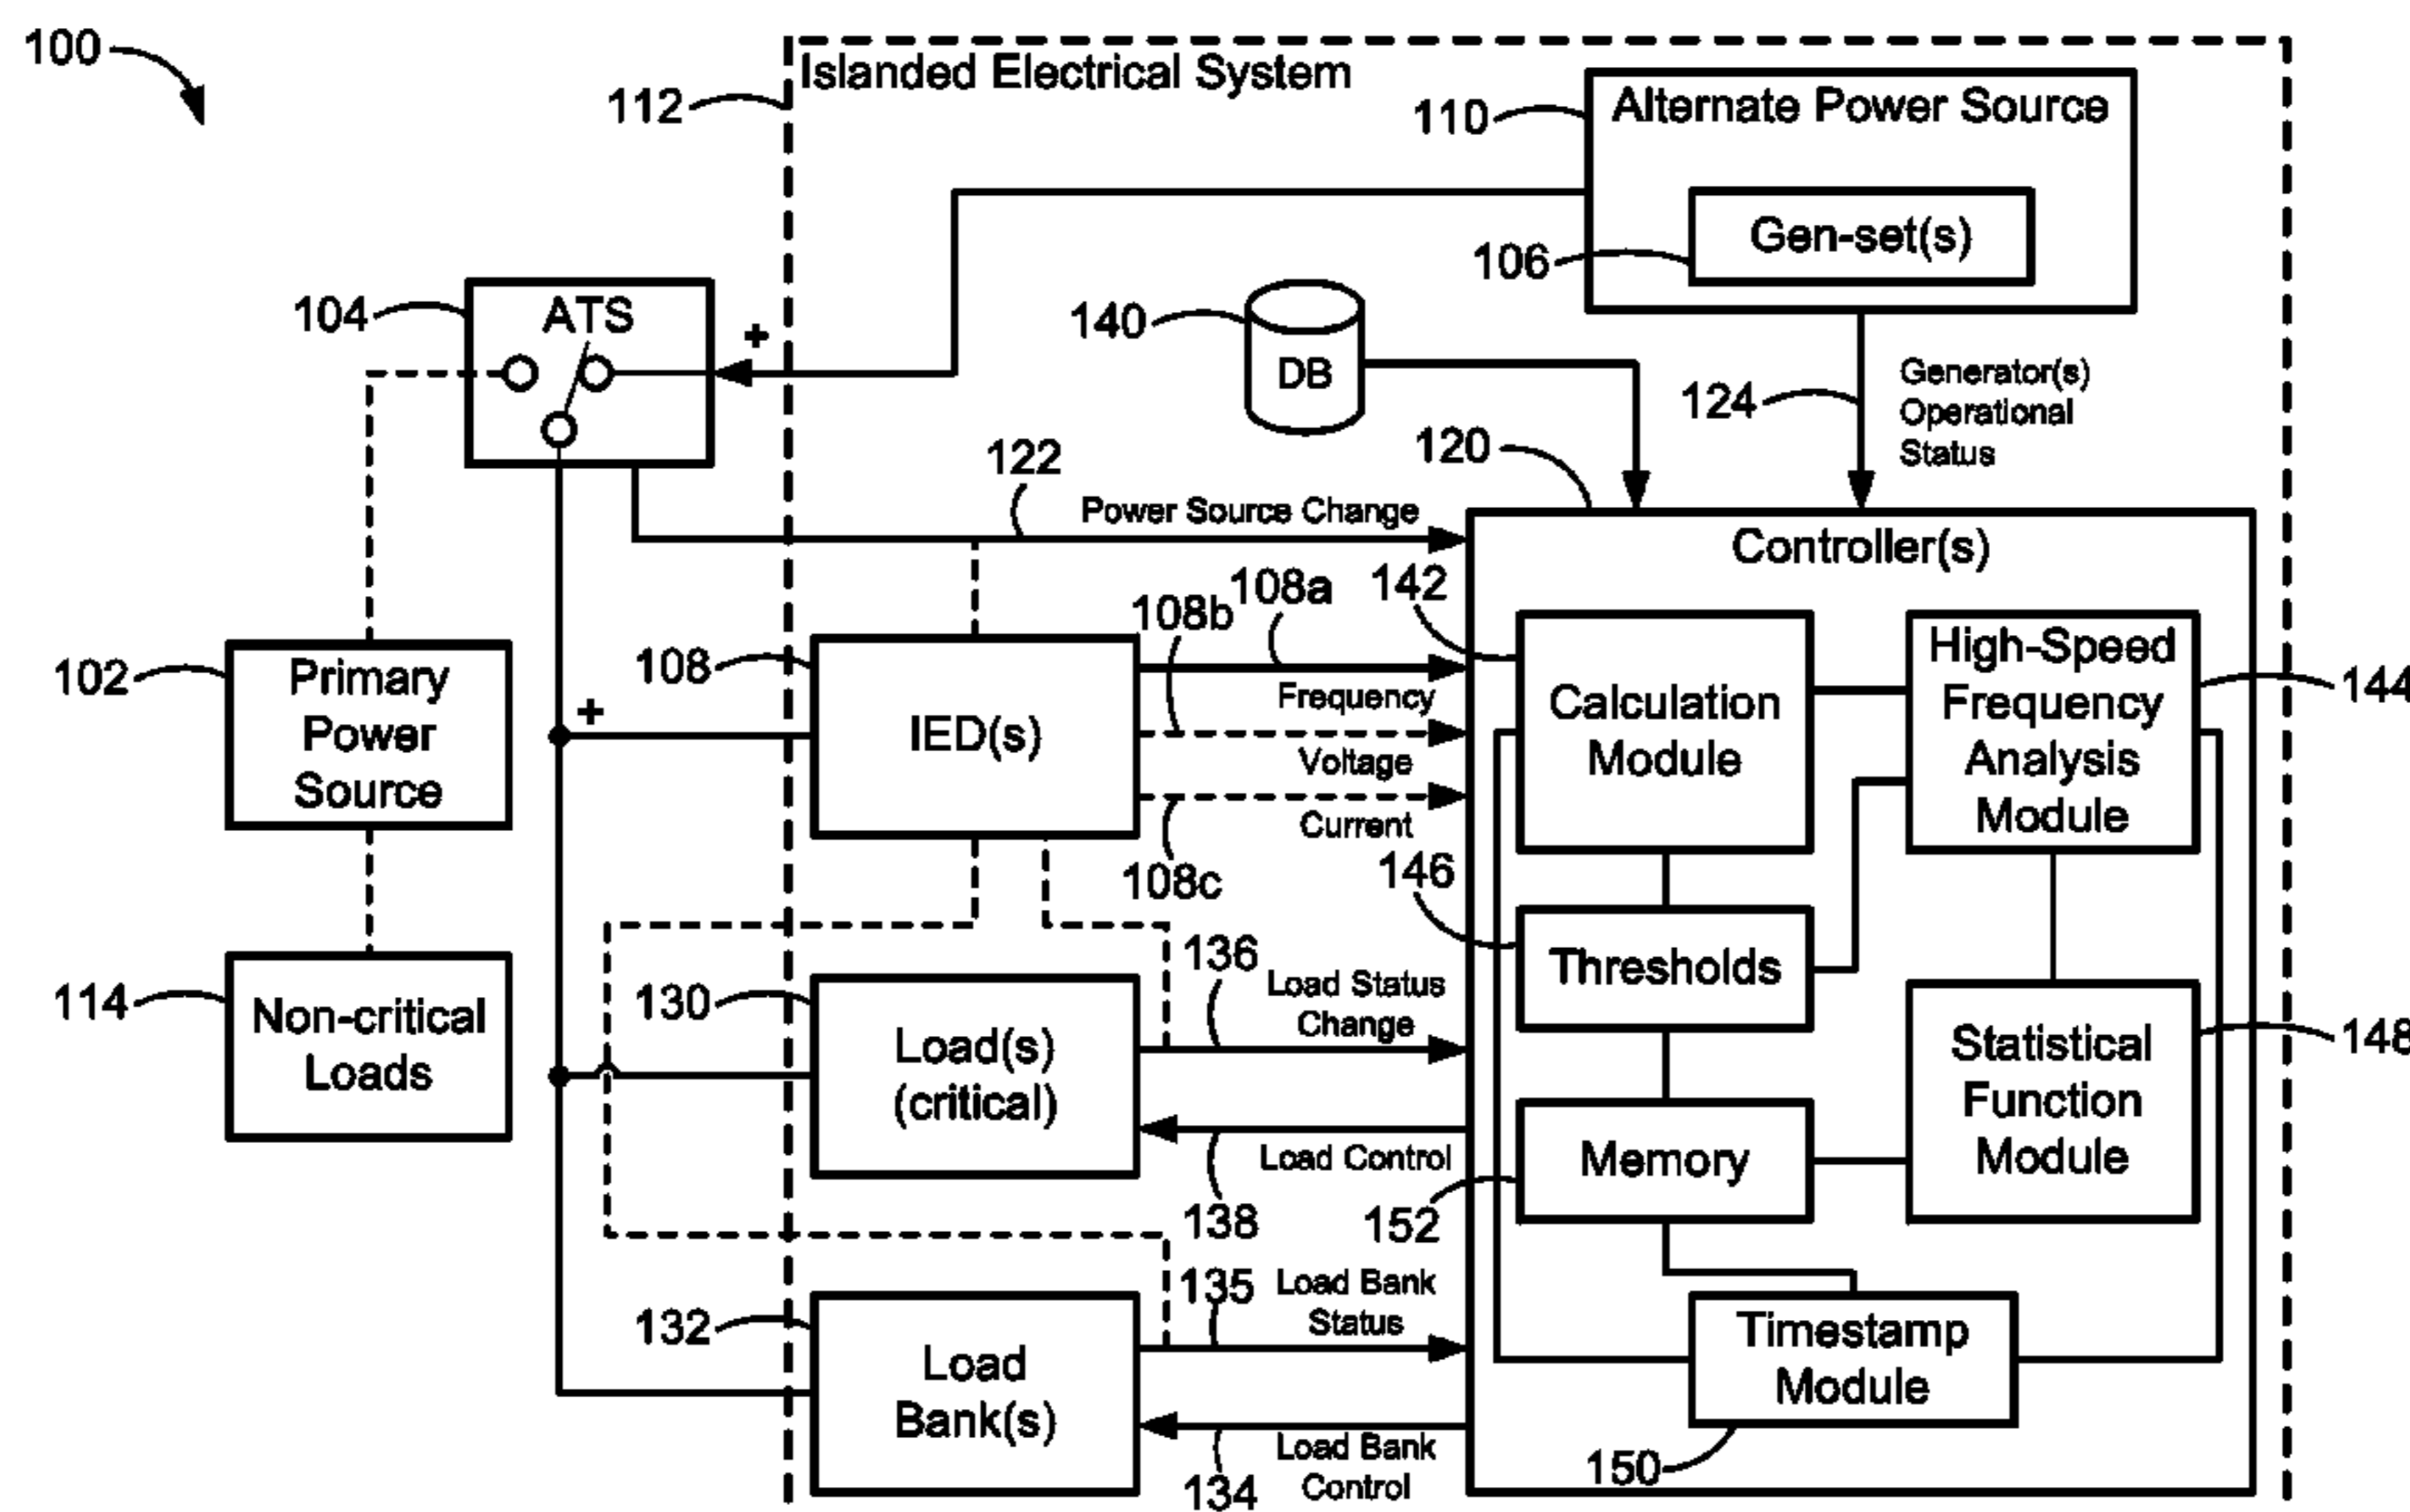 100
Islanded Electrical System
112
110
Alternate Power Source
106
Gen-set(s)
104
ATS
+
140
DB
124
Generator(s)
Operational
Status
122
Power Source Change
120
Controller(s)
102
Primary
Power
Source
+
108
IED(s)
108b
108a
Frequency
Voltage
Current
108c
142
Calculation
Module
High-Speed
Frequency
Analysis
Module
144
146
Thresholds
114
Non-critical
Loads
130
Load(s)
(critical)
136
Load Status
Change
Load Control
138
152
Memory
Statistical
Function
Module
148
132
Load
Bank(s)
135
Load Bank
Status
134
Load Bank
Control
Timestamp
Module
150